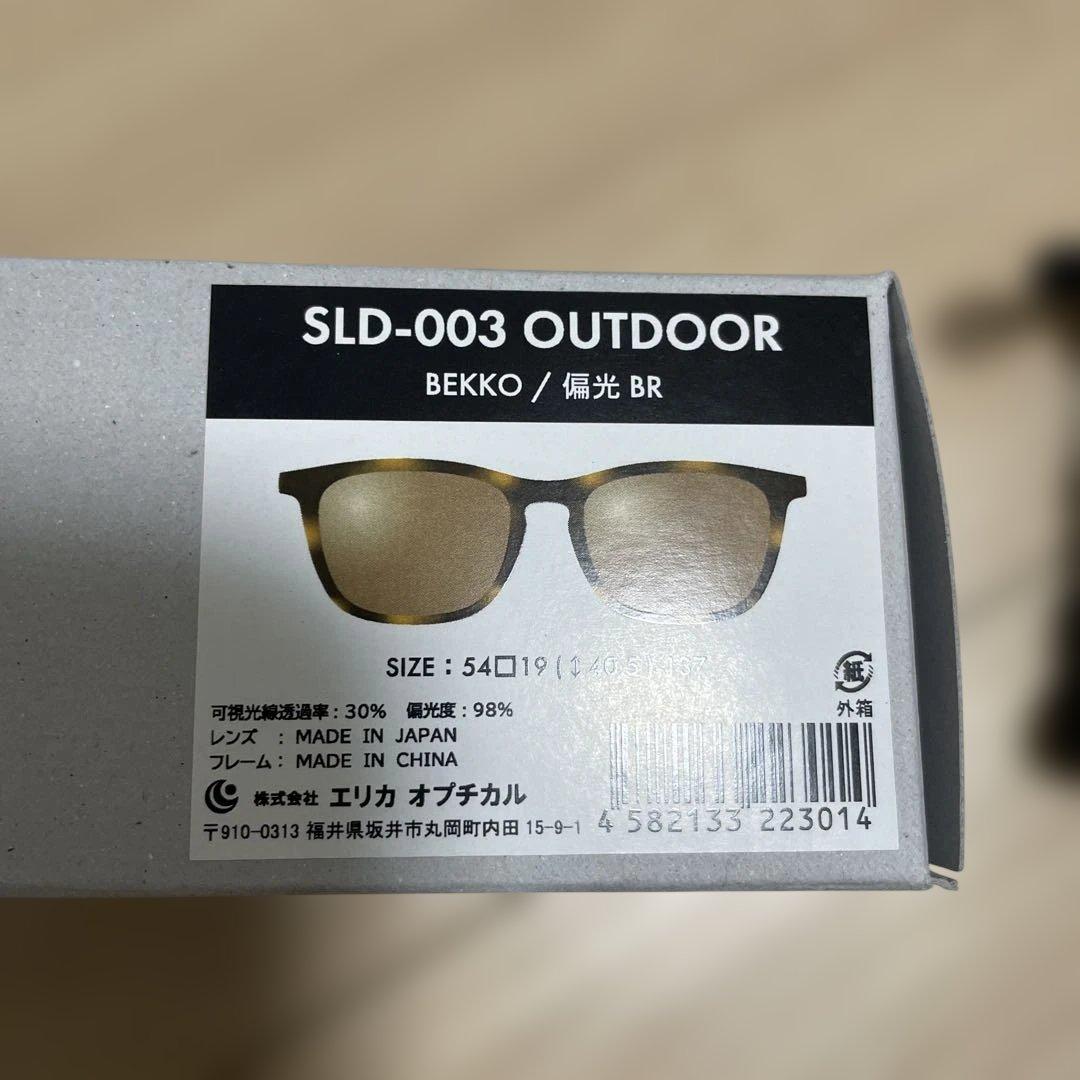 SLD-003 OUTDOOR
BEKKO / 偏光 BR
SIZE : 54□19 (↕40.5) 137
紙
外箱
可視光線透過率 : 30% 偏光度 : 98%
レンズ : MADE IN JAPAN
フレーム : MADE IN CHINA
株式会社 エリカ オプチカル
〒910-0313 福井県坂井市丸岡町内田 15-9-1
4 582133 223014